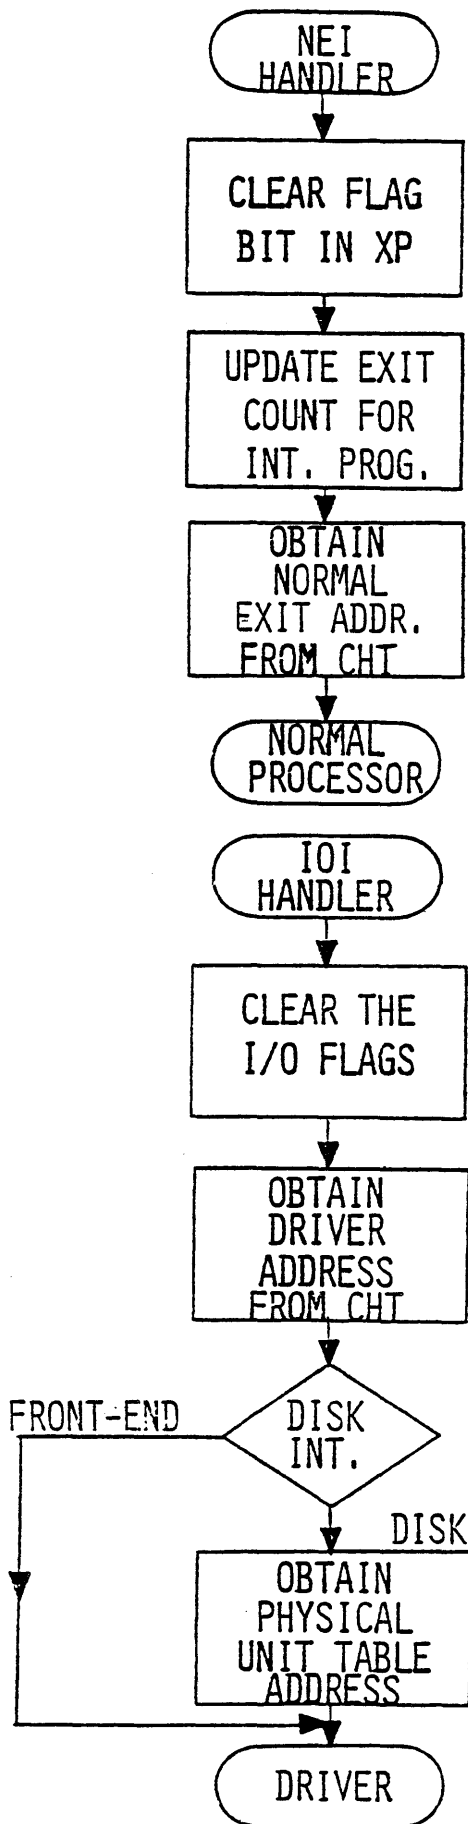 NEI
HANDLER
CLEAR FLAG
BIT IN XP
UPDATE EXIT
COUNT FOR
INT. PROG.
OBTAIN
NORMAL
EXIT ADDR.
FROM CHT
NORMAL
PROCESSOR
IOI
HANDLER
CLEAR THE
I/O FLAGS
OBTAIN
DRIVER
ADDRESS
FROM CHT
FRONT-END
DISK
INT.
DISK
OBTAIN
PHYSICAL
UNIT TABLE
ADDRESS
DRIVER